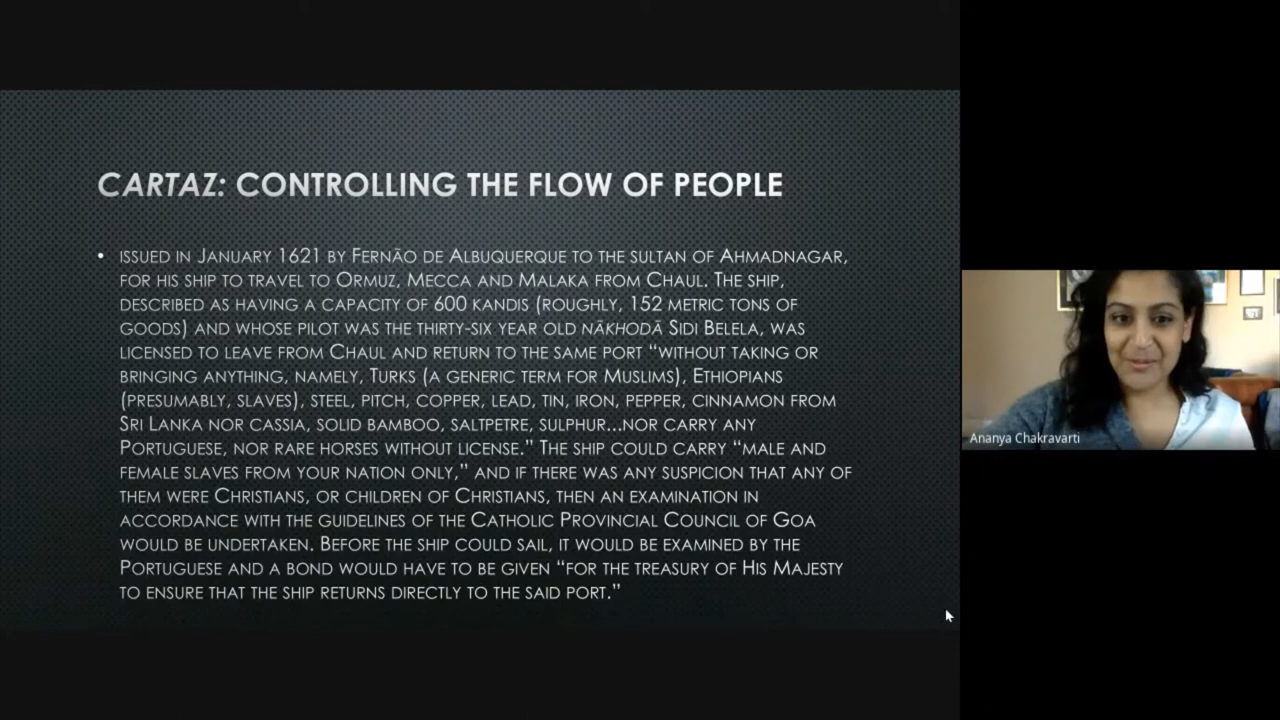 CARTAZ: CONTROLLING THE FLOW OF PEOPLE
• ISSUED IN JANUARY 1621 BY FERNÃO DE ALBUQUERQUE TO THE SULTAN OF AHMADNAGAR,
FOR HIS SHIP TO TRAVEL TO ORMUZ, MECCA AND MALAKA FROM CHAUL. THE SHIP,
DESCRIBED AS HAVING A CAPACITY OF 600 KANDIS (ROUGHLY, 152 METRIC TONS OF
GOODS) AND WHOSE PILOT WAS THE THIRTY-SIX YEAR OLD NĀKHODĀ SIDI BELELA, WAS
LICENSED TO LEAVE FROM CHAUL AND RETURN TO THE SAME PORT “WITHOUT TAKING OR
BRINGING ANYTHING, NAMELY, TURKS (A GENERIC TERM FOR MUSLIMS), ETHIOPIANS
(PRESUMABLY, SLAVES), STEEL, PITCH, COPPER, LEAD, TIN, IRON, PEPPER, CINNAMON FROM
SRI LANKA NOR CASSIA, SOLID BAMBOO, SALTPETRE, SULPHUR...NOR CARRY ANY
PORTUGUESE, NOR RARE HORSES WITHOUT LICENSE.” THE SHIP COULD CARRY “MALE AND
FEMALE SLAVES FROM YOUR NATION ONLY,” AND IF THERE WAS ANY SUSPICION THAT ANY OF
THEM WERE CHRISTIANS, OR CHILDREN OF CHRISTIANS, THEN AN EXAMINATION IN
ACCORDANCE WITH THE GUIDELINES OF THE CATHOLIC PROVINCIAL COUNCIL OF GOA
WOULD BE UNDERTAKEN. BEFORE THE SHIP COULD SAIL, IT WOULD BE EXAMINED BY THE
PORTUGUESE AND A BOND WOULD HAVE TO BE GIVEN “FOR THE TREASURY OF HIS MAJESTY
TO ENSURE THAT THE SHIP RETURNS DIRECTLY TO THE SAID PORT.”
Ananya Chakravarti